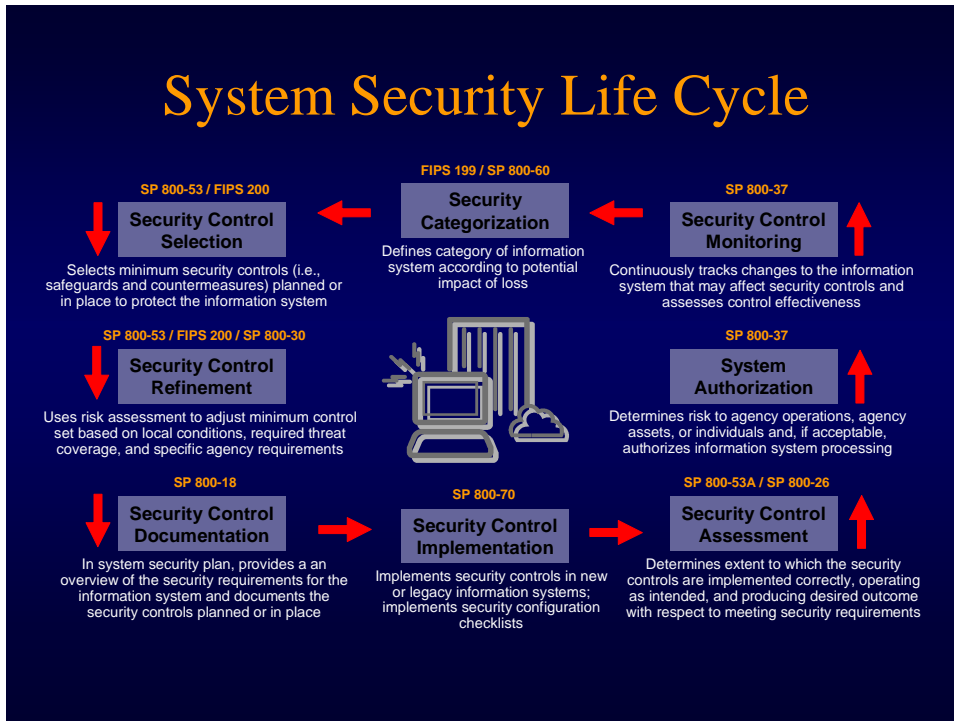 System Security Life Cycle
FIPS 199 / SP 800-60
Security
Categorization
Defines category of information
system according to potential
impact of loss
SP 800-53 / FIPS 200
Security Control
Selection
Selects minimum security controls (i.e.,
safeguards and countermeasures) planned or
in place to protect the information system
SP 800-53 / FIPS 200 / SP 800-30
Security Control
Refinement
Uses risk assessment to adjust minimum control
set based on local conditions, required threat
coverage, and specific agency requirements
SP 800-18
Security Control
Documentation
In system security plan, provides a an
overview of the security requirements for the
information system and documents the
security controls planned or in place
SP 800-70
Security Control
Implementation
Implements security controls in new
or legacy information systems;
implements security configuration
checklists
SP 800-53A / SP 800-26
Security Control
Assessment
Determines extent to which the security
controls are implemented correctly, operating
as intended, and producing desired outcome
with respect to meeting security requirements
SP 800-37
System
Authorization
Determines risk to agency operations, agency
assets, or individuals and, if acceptable,
authorizes information system processing
SP 800-37
Security Control
Monitoring
Continuously tracks changes to the information
system that may affect security controls and
assesses control effectiveness